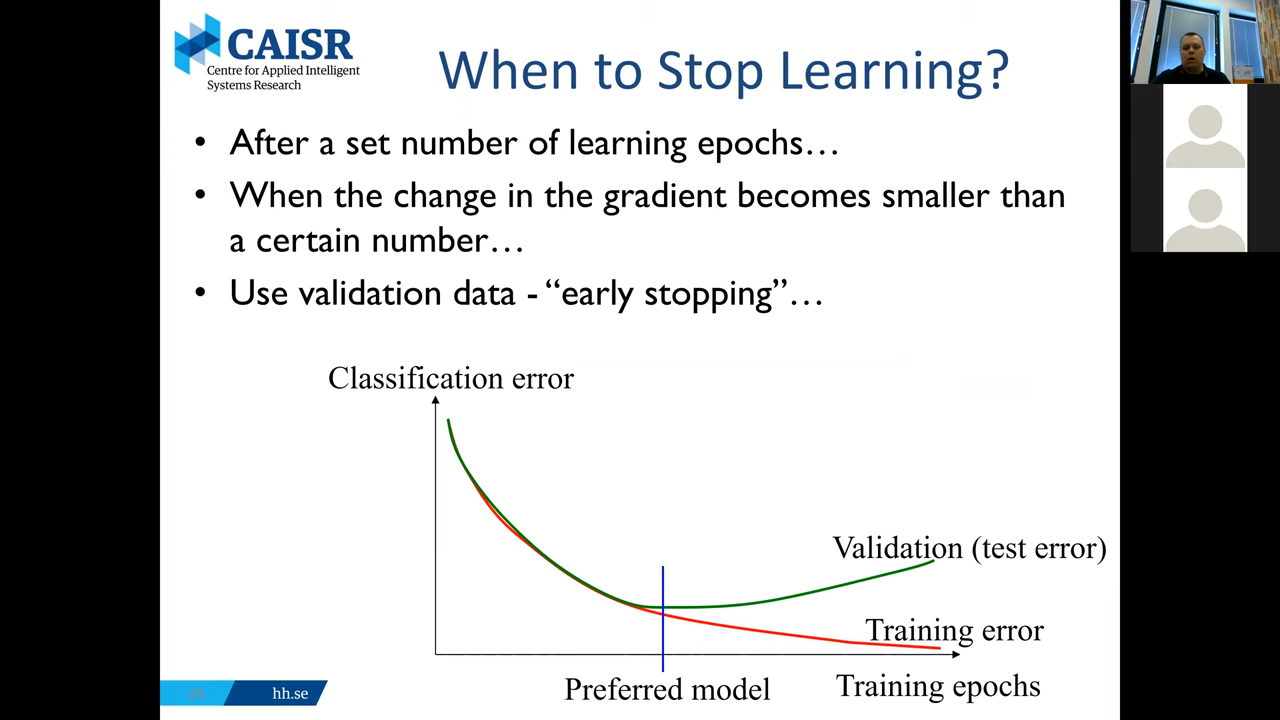 CAISR
Centre for Applied Intelligent
Systems Research
When to Stop Learning?
• After a set number of learning epochs…
• When the change in the gradient becomes smaller than
a certain number…
• Use validation data - “early stopping”…
Classification error
Validation (test error)
Training error
Preferred model
Training epochs
hh.se